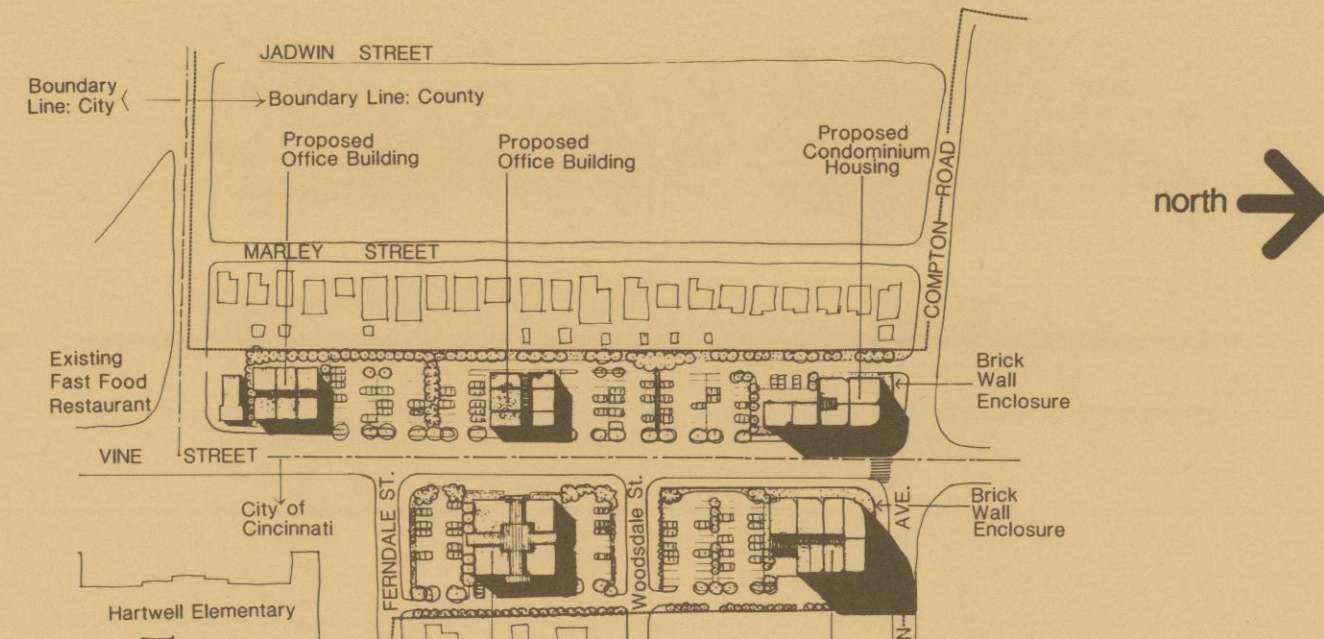 JADWIN STREET
Boundary
Line: City
Boundary Line: County
Proposed
Office Building
Proposed
Office Building
Proposed
Condominium
Housing
COMPTON ROAD
north
MARLEY STREET
Existing
Fast Food
Restaurant
Brick
Wall
Enclosure
VINE STREET
City of
Cincinnati
FERNDALE ST.
Woodsdale St.
AVE.
Brick
Wall
Enclosure
Hartwell Elementary